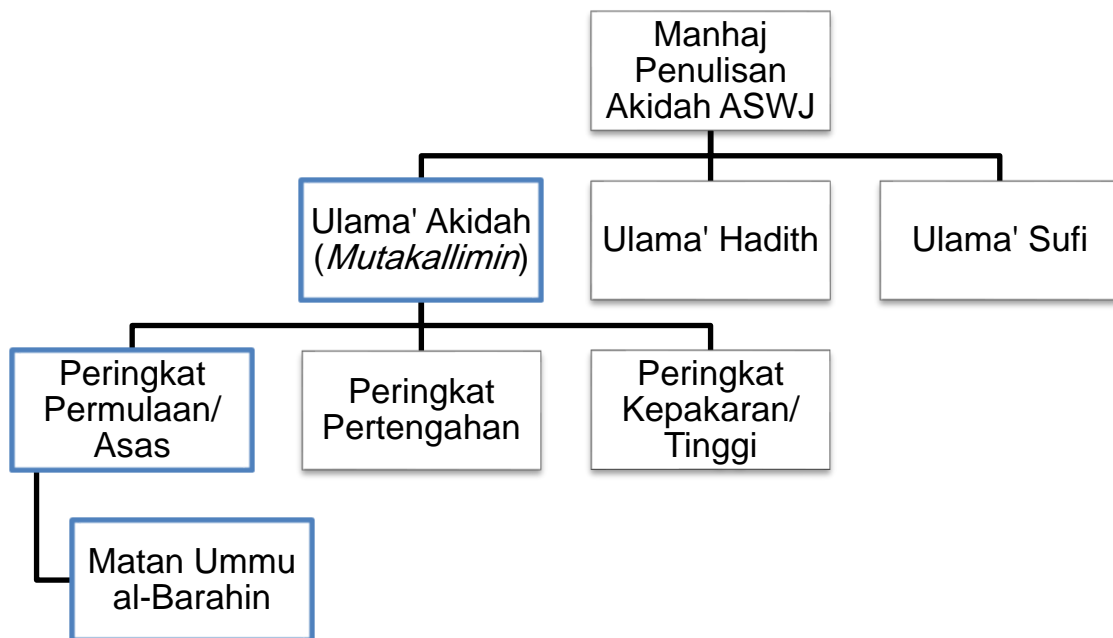 Manhaj
Penulisan
Akidah ASWJ
Ulama' Akidah
(Mutakallimin)
Ulama' Hadith
Ulama' Sufi
Peringkat
Permulaan/
Asas
Peringkat
Pertengahan
Peringkat
Kepakaran/
Tinggi
Matan Ummu
al-Barahin